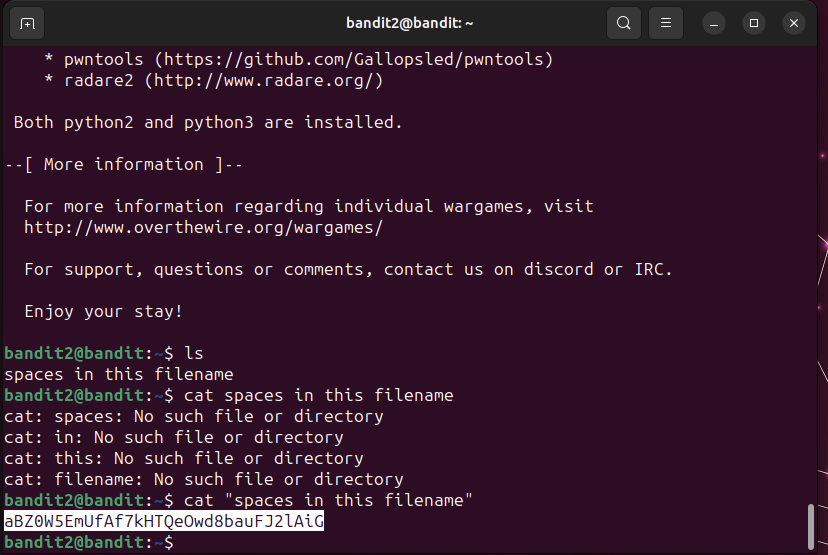 bandit2@bandit: ~
* pwntools (https://github.com/Gallopsled/pwntools)
* radare2 (http://www.radare.org/)
Both python2 and python3 are installed.
--[ More information ]--
For more information regarding individual wargames, visit
http://www.overthewire.org/wargames/
For support, questions or comments, contact us on discord or IRC.
Enjoy your stay!
bandit2@bandit:~$ ls
spaces in this filename
bandit2@bandit:~$ cat spaces in this filename
cat: spaces: No such file or directory
cat: in: No such file or directory
cat: this: No such file or directory
cat: filename: No such file or directory
bandit2@bandit:~$ cat "spaces in this filename"
aBZ0W5EmUfAf7kHTQeOwd8bauFJ2lAiG
bandit2@bandit:~$